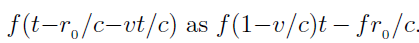 f(t−r₀/c−vt/c) as f(1−v/c)t − fr₀/c.